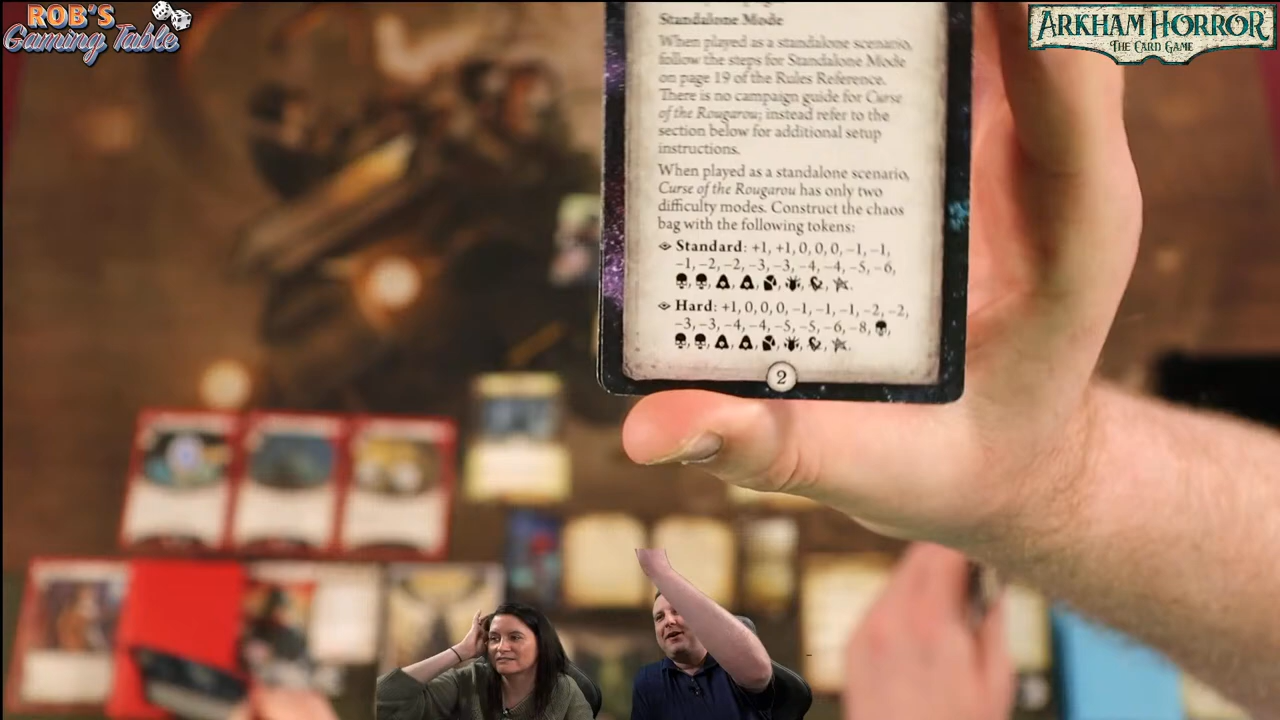 ROB'S
Gaming Table
ARKHAM HORROR
THE CARD GAME
Standalone Mode
When played as a standalone scenario,
follow the steps for Standalone Mode
on page 19 of the Rules Reference.
There is no campaign guide for Curse
of the Rougarou; instead refer to the
section below for additional setup
instructions.
When played as a standalone scenario,
Curse of the Rougarou has only two
difficulty modes. Construct the chaos
bag with the following tokens:
Standard: +1, +1, 0, 0, 0, –1, –1,
–1, –2, –2, –3, –3, –4, –4, –5, –6,
Hard: +1, 0, 0, 0, –1, –1, –1, –2, –2,
–3, –3, –4, –4, –5, –5, –6, –8,
2